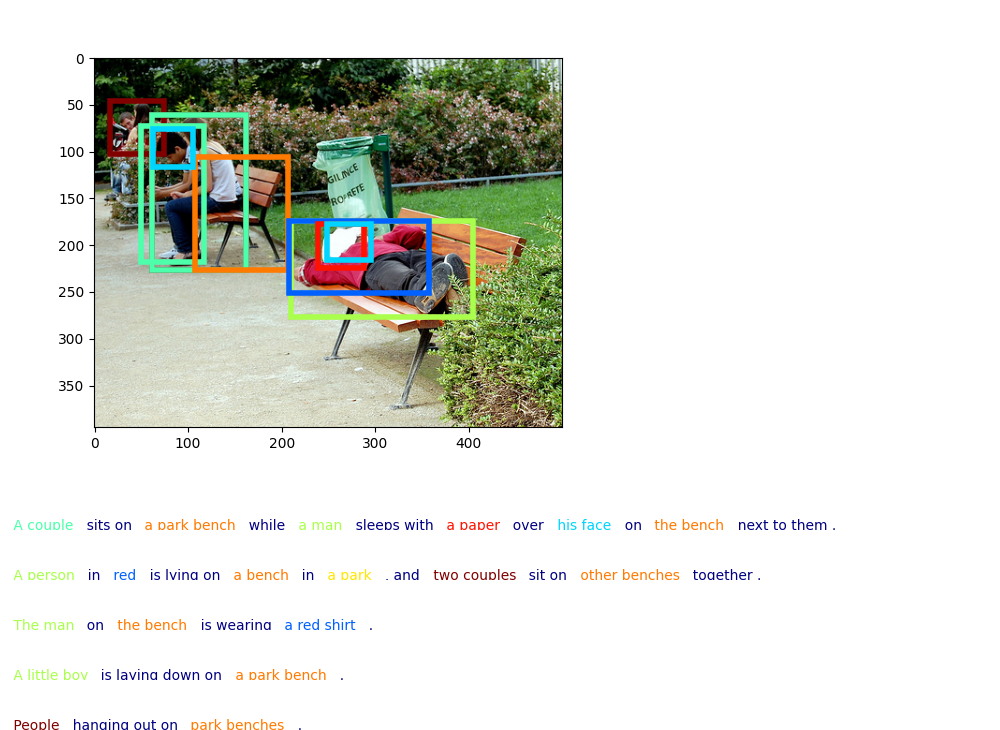 0
50
100
150
200
250
300
350
0 100 200 300 400
GILINCE
ROPRETE
A couple sits on a park bench while a man sleeps with a paper over his face on the bench next to them .
A person in red is lying on a bench in a park , and two couples sit on other benches together .
The man on the bench is wearing a red shirt .
A little boy is laying down on a park bench .
People hanging out on park benches .